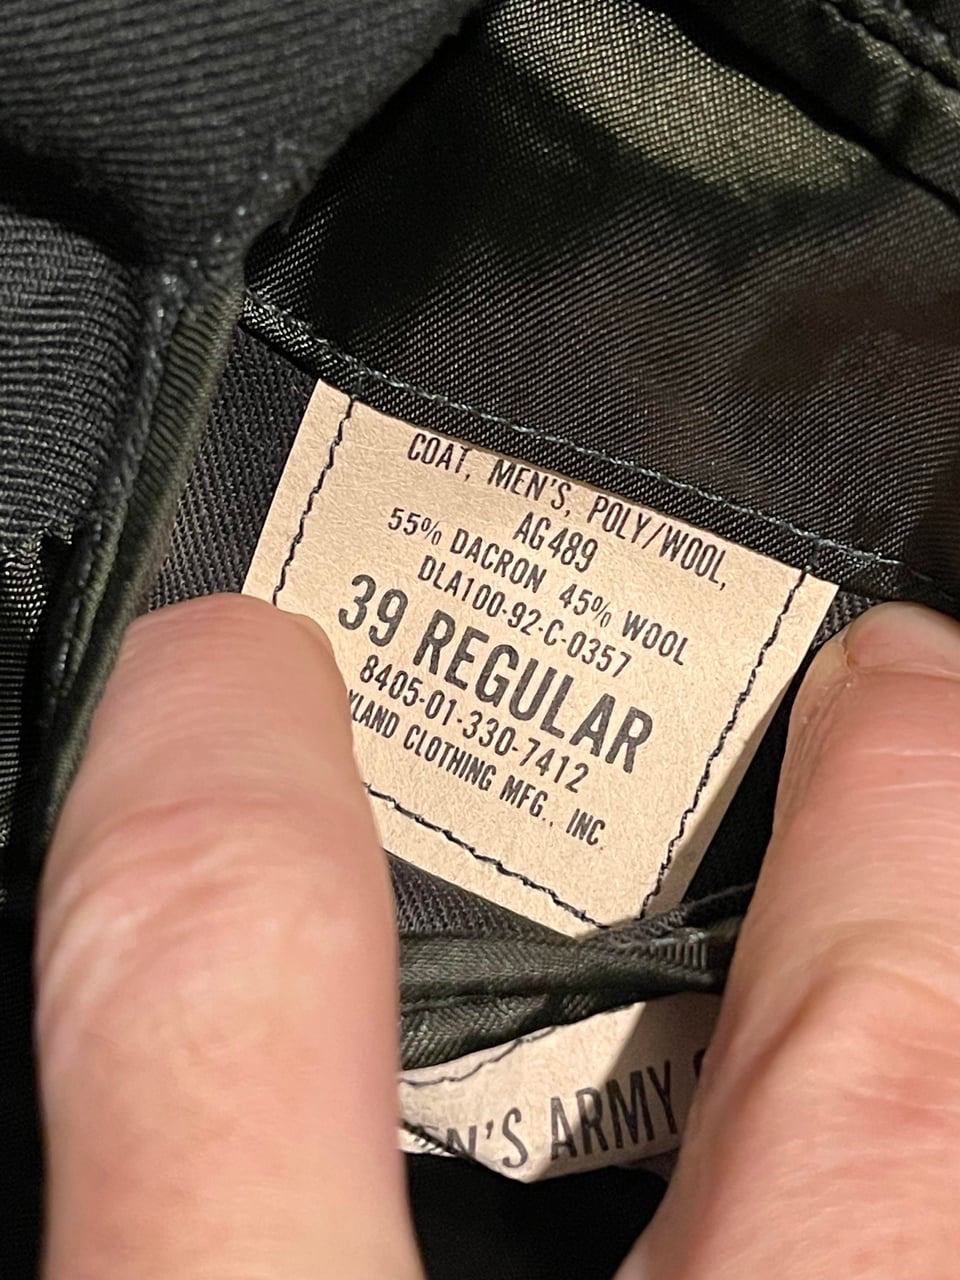 COAT, MEN'S, POLY/WOOL,
AG489
55% DACRON 45% WOOL
DLA100-92-C-0357
39 REGULAR
8405-01-330-7412
CLOTHING MFG., INC.
ARMY